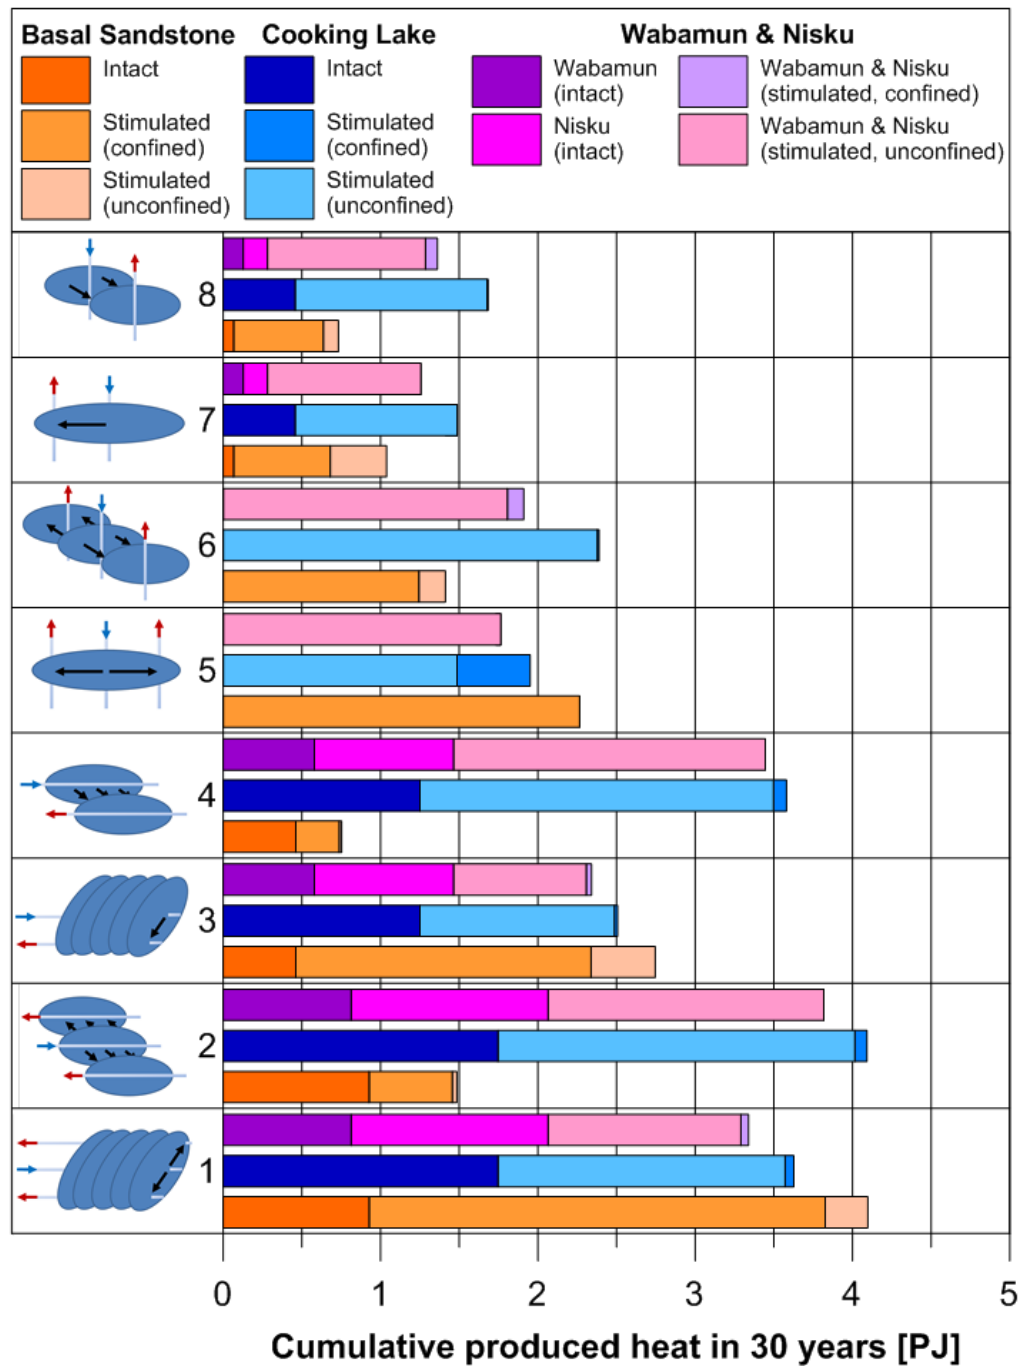 Basal Sandstone
Intact
Stimulated
(confined)
Stimulated
(unconfined)
Cooking Lake
Intact
Stimulated
(confined)
Stimulated
(unconfined)
Wabamun & Nisku
Wabamun
(intact)
Nisku
(intact)
Wabamun & Nisku
(stimulated, confined)
Wabamun & Nisku
(stimulated, unconfined)
8
7
6
5
4
3
2
1
0 1 2 3 4 5
Cumulative produced heat in 30 years [PJ]